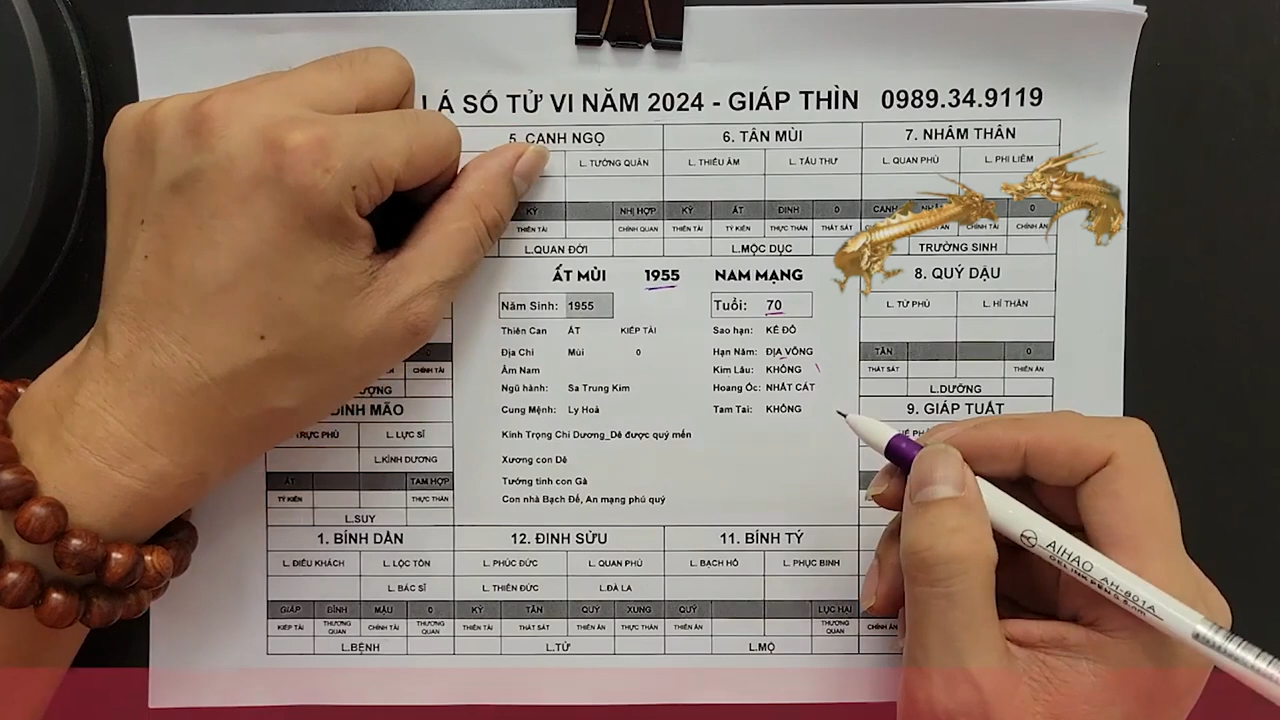 LÁ SỐ TỬ VI NĂM 2024 - GIÁP THÌN 0989.34.9119
5. CANH NGỌ 6. TÂN MÙI 7. NHÂM THÂN
L. TƯỚNG QUÂN L. THIẾU ÂM L. TẤU THƯ L. QUAN PHÙ L. PHI LIÊM
KỶ NHỊ HỢP KỶ ẤT ĐINH 0 CANH 0
THIÊN TÀI CHÍNH QUAN THIÊN TÀI TỶ KIÊN THỰC THẦN THẤT SÁT CHÍNH TÀI CHÍNH ẤN
L.QUAN ĐỚI L.MỘC DỤC TRƯỜNG SINH
ẤT MÙI 1955 NAM MẠNG 8. QUÝ DẬU
Năm Sinh: 1955 Tuổi: 70 L. TỬ PHÙ L. HỈ THẦN
Thiên Can ẤT KIẾP TÀI Sao hạn: KẾ ĐÔ
Địa Chi Mùi 0 Hạn Năm: ĐỊA VÕNG TÂN 0
Âm Nam Kim Lâu: KHÔNG CHÍNH TÀI THẤT SÁT THIÊN ẤN
Ngũ hành: Sa Trung Kim Hoang Ốc: NHẤT CÁT L.DƯỠNG
Cung Mệnh: Ly Hoả Tam Tai: KHÔNG ĐINH MÃO 9. GIÁP TUẤT
TRỰC PHÙ L. LỰC SĨ Kính Trọng Chi Dương_Dê được quý mến
L.KÌNH DƯƠNG Xương con Dê
ẤT TAM HỢP Tướng tinh con Gà
TỶ KIÊN THỰC THẦN Con nhà Bạch Đế, An mạng phú quý
L.SUY
1. BÍNH DẦN 12. ĐINH SỬU 11. BÍNH TÝ
L. ĐIẾU KHÁCH L. LỘC TỒN L. PHÚC ĐỨC L. QUAN PHỦ L. BẠCH HỔ L. PHỤC BINH
L. BÁC SĨ L. THIÊN ĐỨC L.ĐÀ LA
GIÁP BÍNH MẬU 0 KỶ TÂN QUÝ XUNG QUÝ LỤC HẠI
KIẾP TÀI THƯƠNG QUAN CHÍNH TÀI THƯƠNG QUAN THIÊN TÀI THẤT SÁT THIÊN ẤN THỰC THẦN THIÊN ẤN THƯƠNG QUAN CHÍNH ẤN
L.BỆNH L.TỬ L.MỘ
AIHAO AH-801A
GEL INK PEN 0.5mm